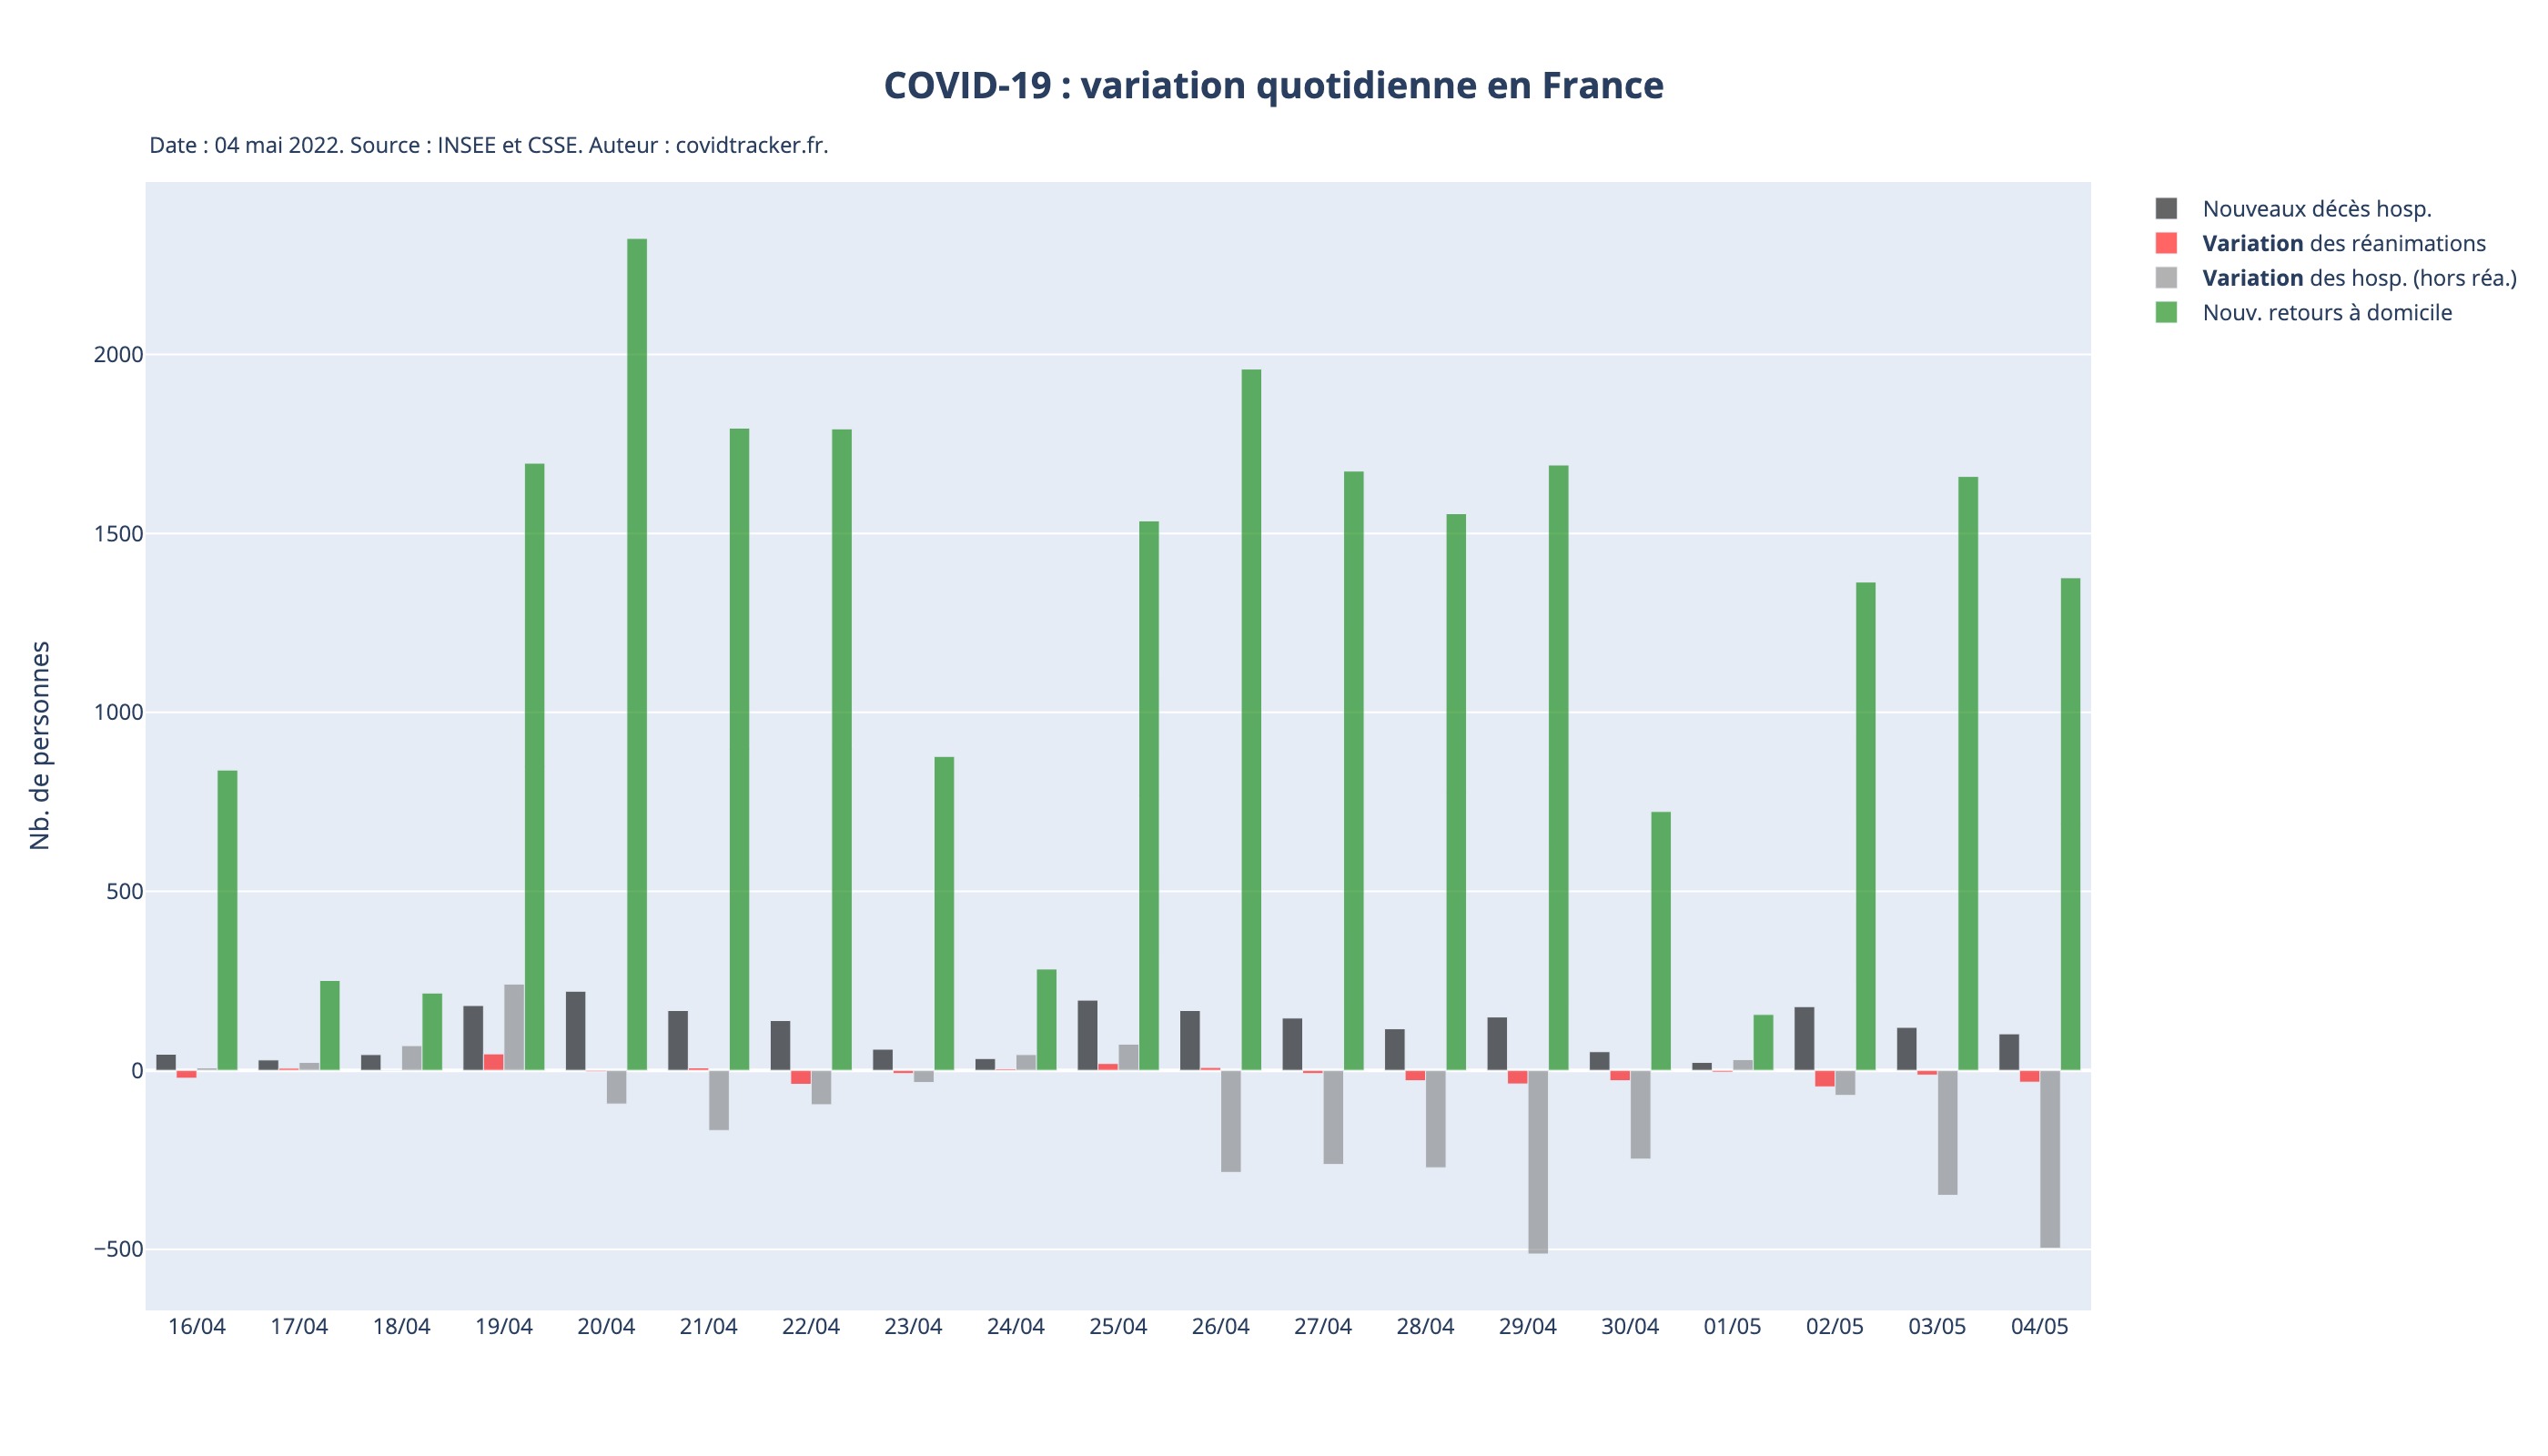 COVID-19 : variation quotidienne en France
Date : 04 mai 2022. Source : INSEE et CSSE. Auteur : covidtracker.fr.
Nouveaux décès hosp.
Variation des réanimations
Variation des hosp. (hors réa.)
Nouv. retours à domicile
Nb. de personnes
2000
1500
1000
500
0
−500
16/04 17/04 18/04 19/04 20/04 21/04 22/04 23/04 24/04 25/04 26/04 27/04 28/04 29/04 30/04 01/05 02/05 03/05 04/05